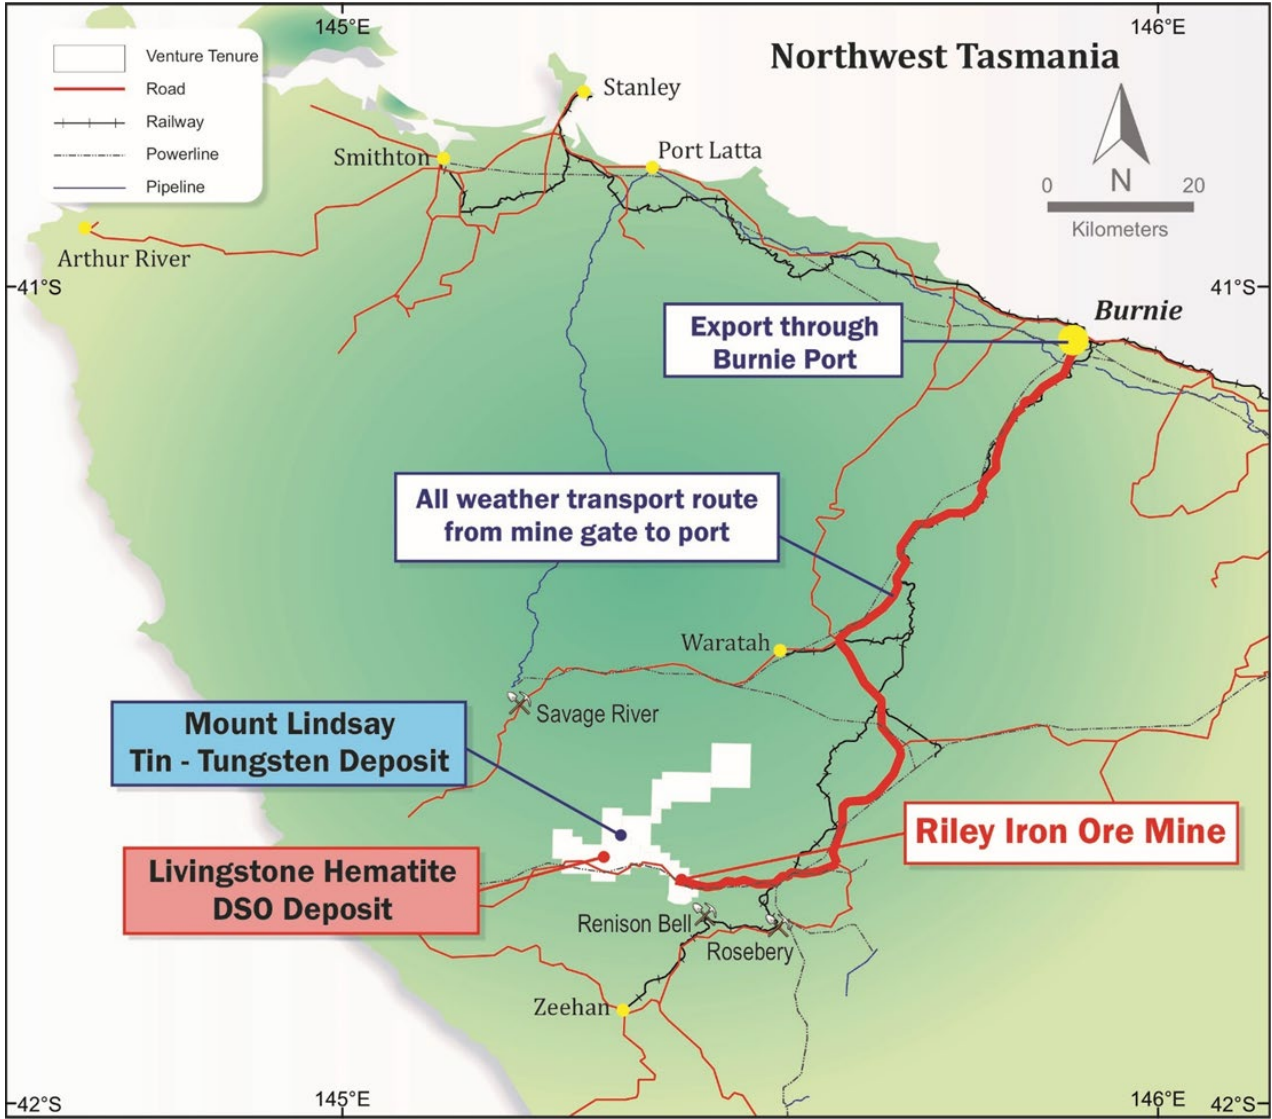 145°E
146°E
Northwest Tasmania
Venture Tenure
Road
Railway
Powerline
Pipeline
Stanley
Smithton
Port Latta
0
N
20
Kilometers
Arthur River
41°S
41°S
Burnie
Export through
Burnie Port
All weather transport route
from mine gate to port
Waratah
Savage River
Mount Lindsay
Tin - Tungsten Deposit
Riley Iron Ore Mine
Livingstone Hematite
DSO Deposit
Renison Bell
Rosebery
Zeehan
42°S
145°E
146°E
42°S